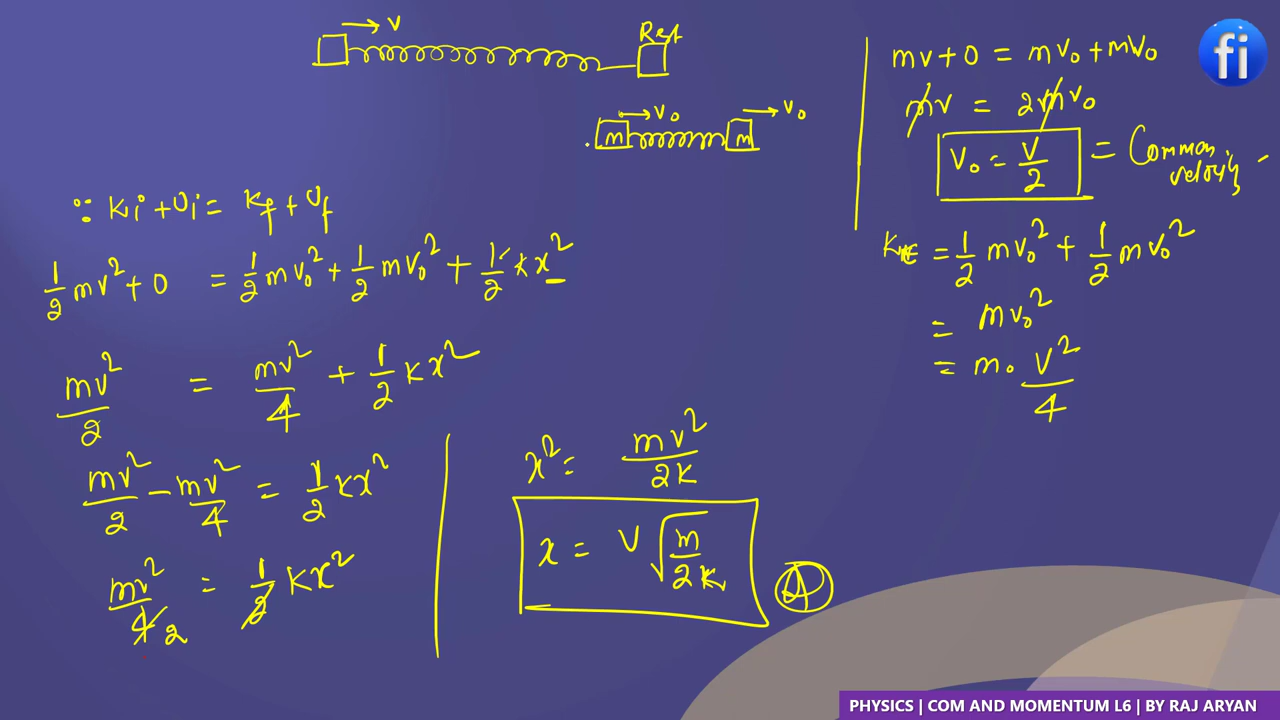 → v
Rest
→ v₀ → v₀
m m
∵ Ki + Ui = Kf + Uf
1/2 mv² + 0 = 1/2 mv₀² + 1/2 mv₀² + 1/2 kx²
mv²/2 = mv²/4 + 1/2 kx²
mv²/2 - mv²/4 = 1/2 kx²
mv²/4 2 = 1/2 kx²
x² = mv²/2k
x = v √(m/2k)
mv + 0 = mv₀ + mv₀
mv = 2mv₀
v₀ = v/2 = Common velocity
KE = 1/2 mv₀² + 1/2 mv₀²
= mv₀²
= m · v²/4
fi
PHYSICS | COM AND MOMENTUM L6 | BY RAJ ARYAN